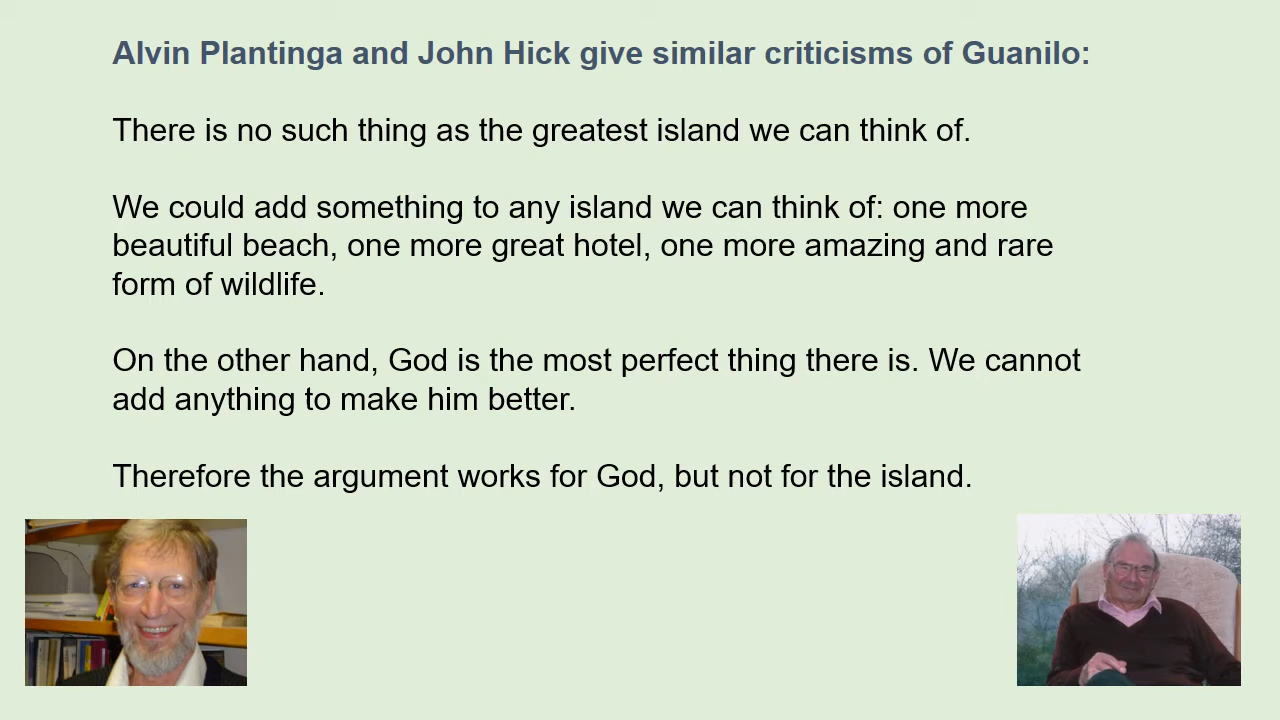 Alvin Plantinga and John Hick give similar criticisms of Guanilo:
There is no such thing as the greatest island we can think of.
We could add something to any island we can think of: one more
beautiful beach, one more great hotel, one more amazing and rare
form of wildlife.
On the other hand, God is the most perfect thing there is. We cannot
add anything to make him better.
Therefore the argument works for God, but not for the island.